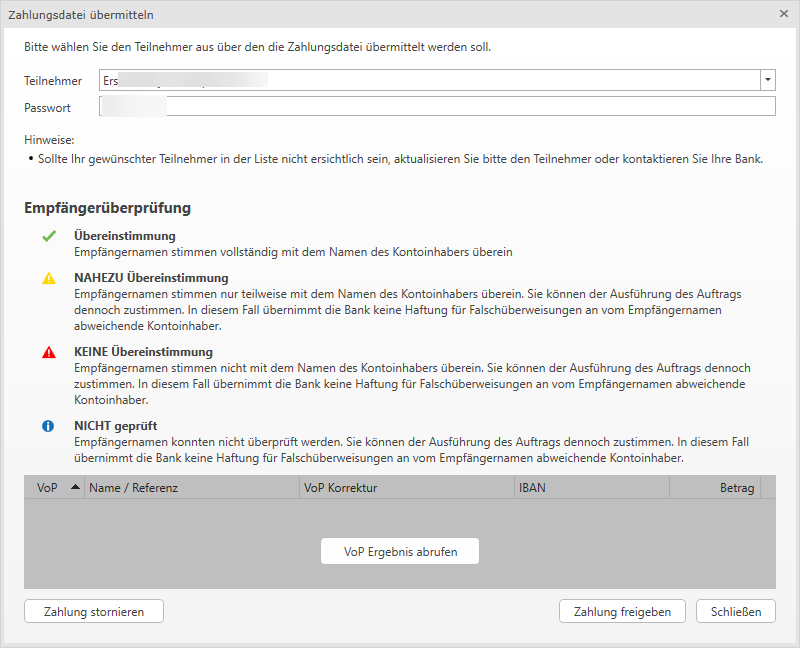 Zahlungsdatei übermitteln
Bitte wählen Sie den Teilnehmer aus über den die Zahlungsdatei übermittelt werden soll.
Teilnehmer Ers
Passwort
Hinweise:
• Sollte Ihr gewünschter Teilnehmer in der Liste nicht ersichtlich sein, aktualisieren Sie bitte den Teilnehmer oder kontaktieren Sie Ihre Bank.
Empfängerüberprüfung
Übereinstimmung
Empfängernamen stimmen vollständig mit dem Namen des Kontoinhabers überein
NAHEZU Übereinstimmung
Empfängernamen stimmen nur teilweise mit dem Namen des Kontoinhabers überein. Sie können der Ausführung des Auftrags
dennoch zustimmen. In diesem Fall übernimmt die Bank keine Haftung für Falschüberweisungen an vom Empfängernamen
abweichende Kontoinhaber.
KEINE Übereinstimmung
Empfängernamen stimmen nicht mit dem Namen des Kontoinhabers überein. Sie können der Ausführung des Auftrags dennoch
zustimmen. In diesem Fall übernimmt die Bank keine Haftung für Falschüberweisungen an vom Empfängernamen abweichende
Kontoinhaber.
NICHT geprüft
Empfängernamen konnten nicht überprüft werden. Sie können der Ausführung des Auftrags dennoch zustimmen. In diesem Fall
übernimmt die Bank keine Haftung für Falschüberweisungen an vom Empfängernamen abweichende Kontoinhaber.
VoP Name / Referenz VoP Korrektur IBAN Betrag
VoP Ergebnis abrufen
Zahlung stornieren Zahlung freigeben Schließen